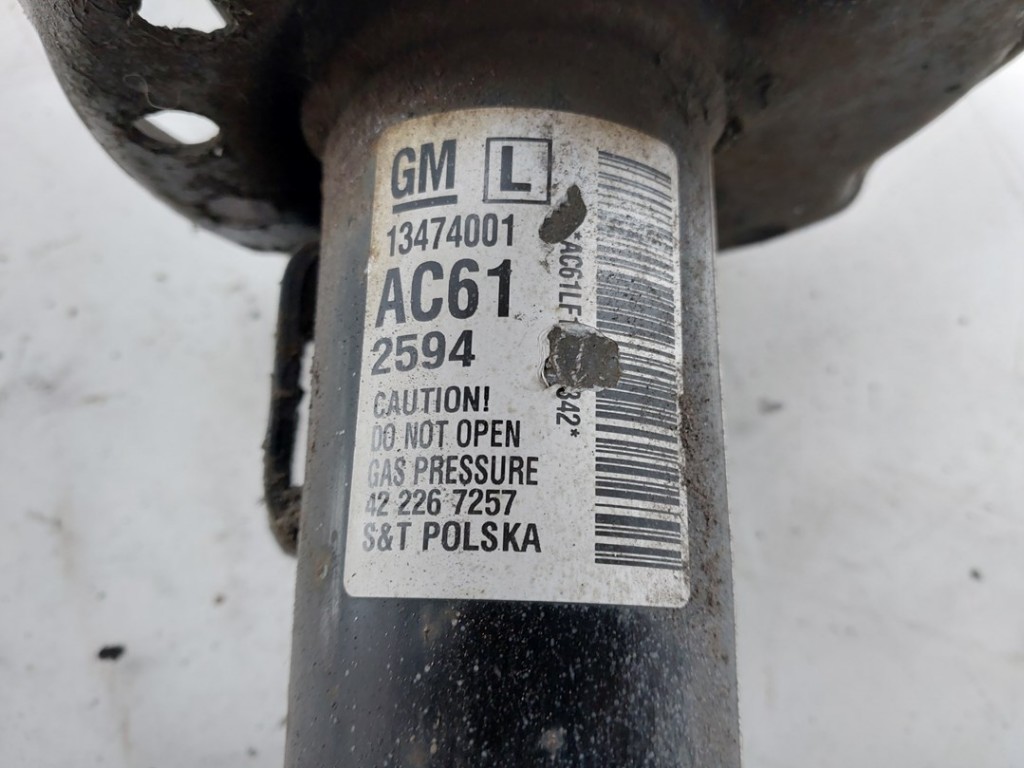 GM L
13474001
AC61
2594
CAUTION!
DO NOT OPEN
GAS PRESSURE
42 226 7257
S&T POLSKA